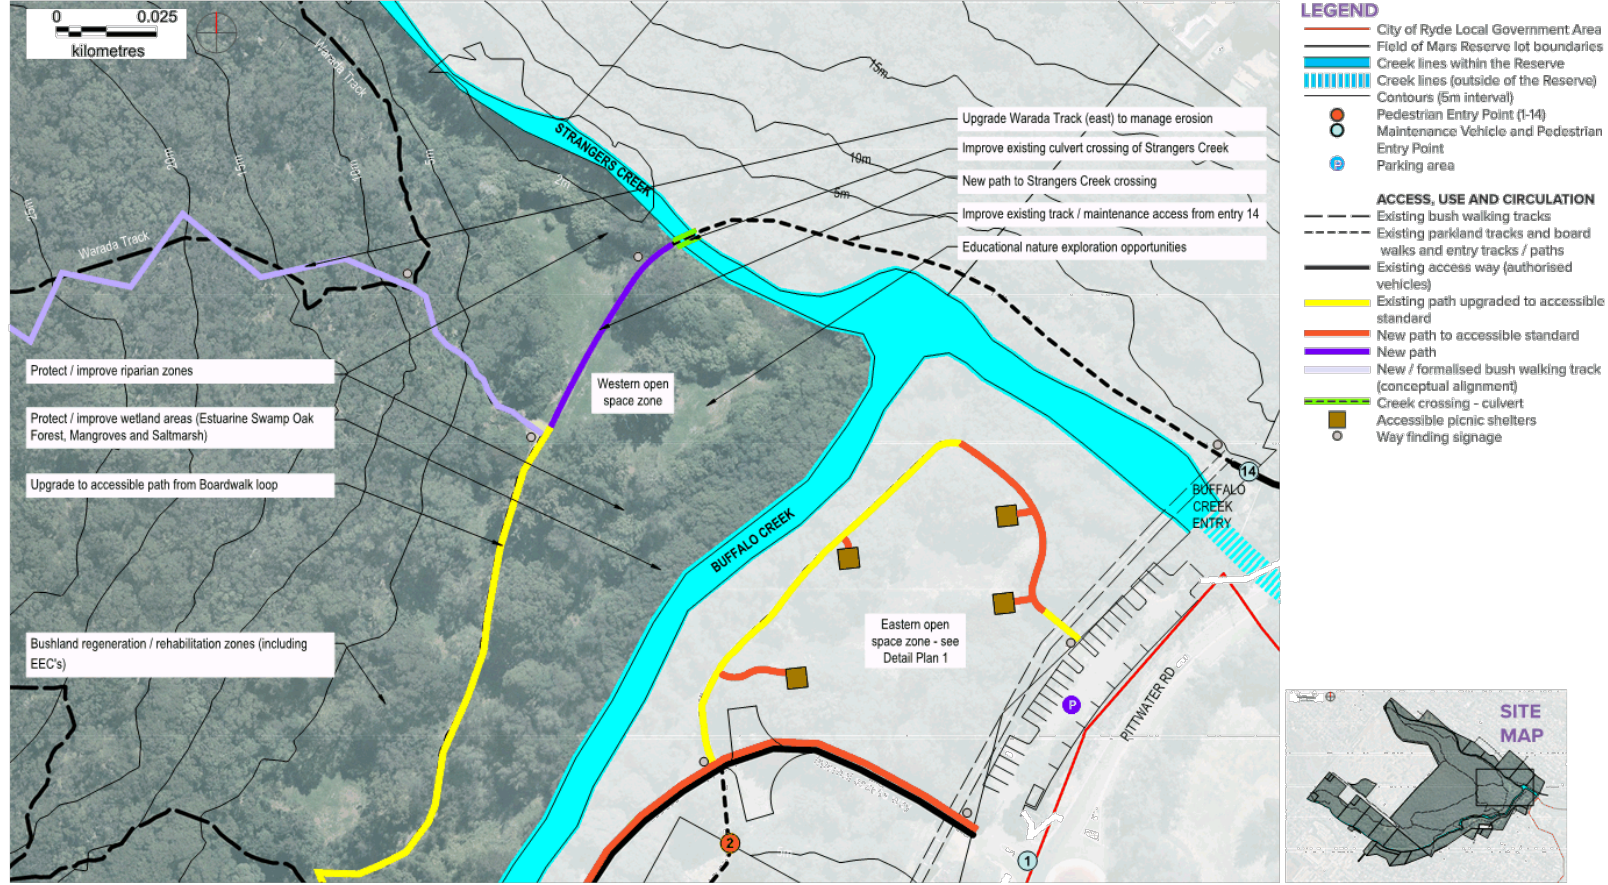 0
0.025
kilometres
Warada Track
20m
15m
10m
5m
25m
2m
Warada Track
STRANGERS CREEK
15m
10m
5m
Upgrade Warada Track (east) to manage erosion
Improve existing culvert crossing of Strangers Creek
New path to Strangers Creek crossing
Improve existing track / maintenance access from entry 14
Educational nature exploration opportunities
Protect / improve riparian zones
Protect / improve wetland areas (Estuarine Swamp Oak
Forest, Mangroves and Saltmarsh)
Upgrade to accessible path from Boardwalk loop
Bushland regeneration / rehabilitation zones (including
EEC's)
Western open
space zone
BUFFALO CREEK
14
BUFFALO
CREEK
ENTRY
Eastern open
space zone - see
Detail Plan 1
P
PITTWATER RD
2
1
LEGEND
City of Ryde Local Government Area
Field of Mars Reserve lot boundaries
Creek lines within the Reserve
Creek lines (outside of the Reserve)
Contours (5m interval)
Pedestrian Entry Point (1-14)
Maintenance Vehicle and Pedestrian
Entry Point
P Parking area
ACCESS, USE AND CIRCULATION
Existing bush walking tracks
Existing parkland tracks and board
walks and entry tracks / paths
Existing access way (authorised
vehicles)
Existing path upgraded to accessible
standard
New path to accessible standard
New path
New / formalised bush walking track
(conceptual alignment)
Creek crossing - culvert
Accessible picnic shelters
Way finding signage
SITE
MAP